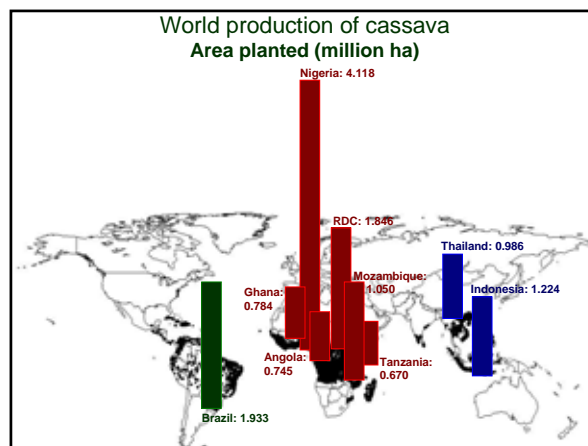 World production of cassava
Area planted (million ha)
Nigeria: 4.118
RDC: 1.846
Thailand: 0.986
Mozambique:
1.050
Indonesia: 1.224
Ghana:
0.784
Angola:
0.745
Tanzania:
0.670
Brazil: 1.933